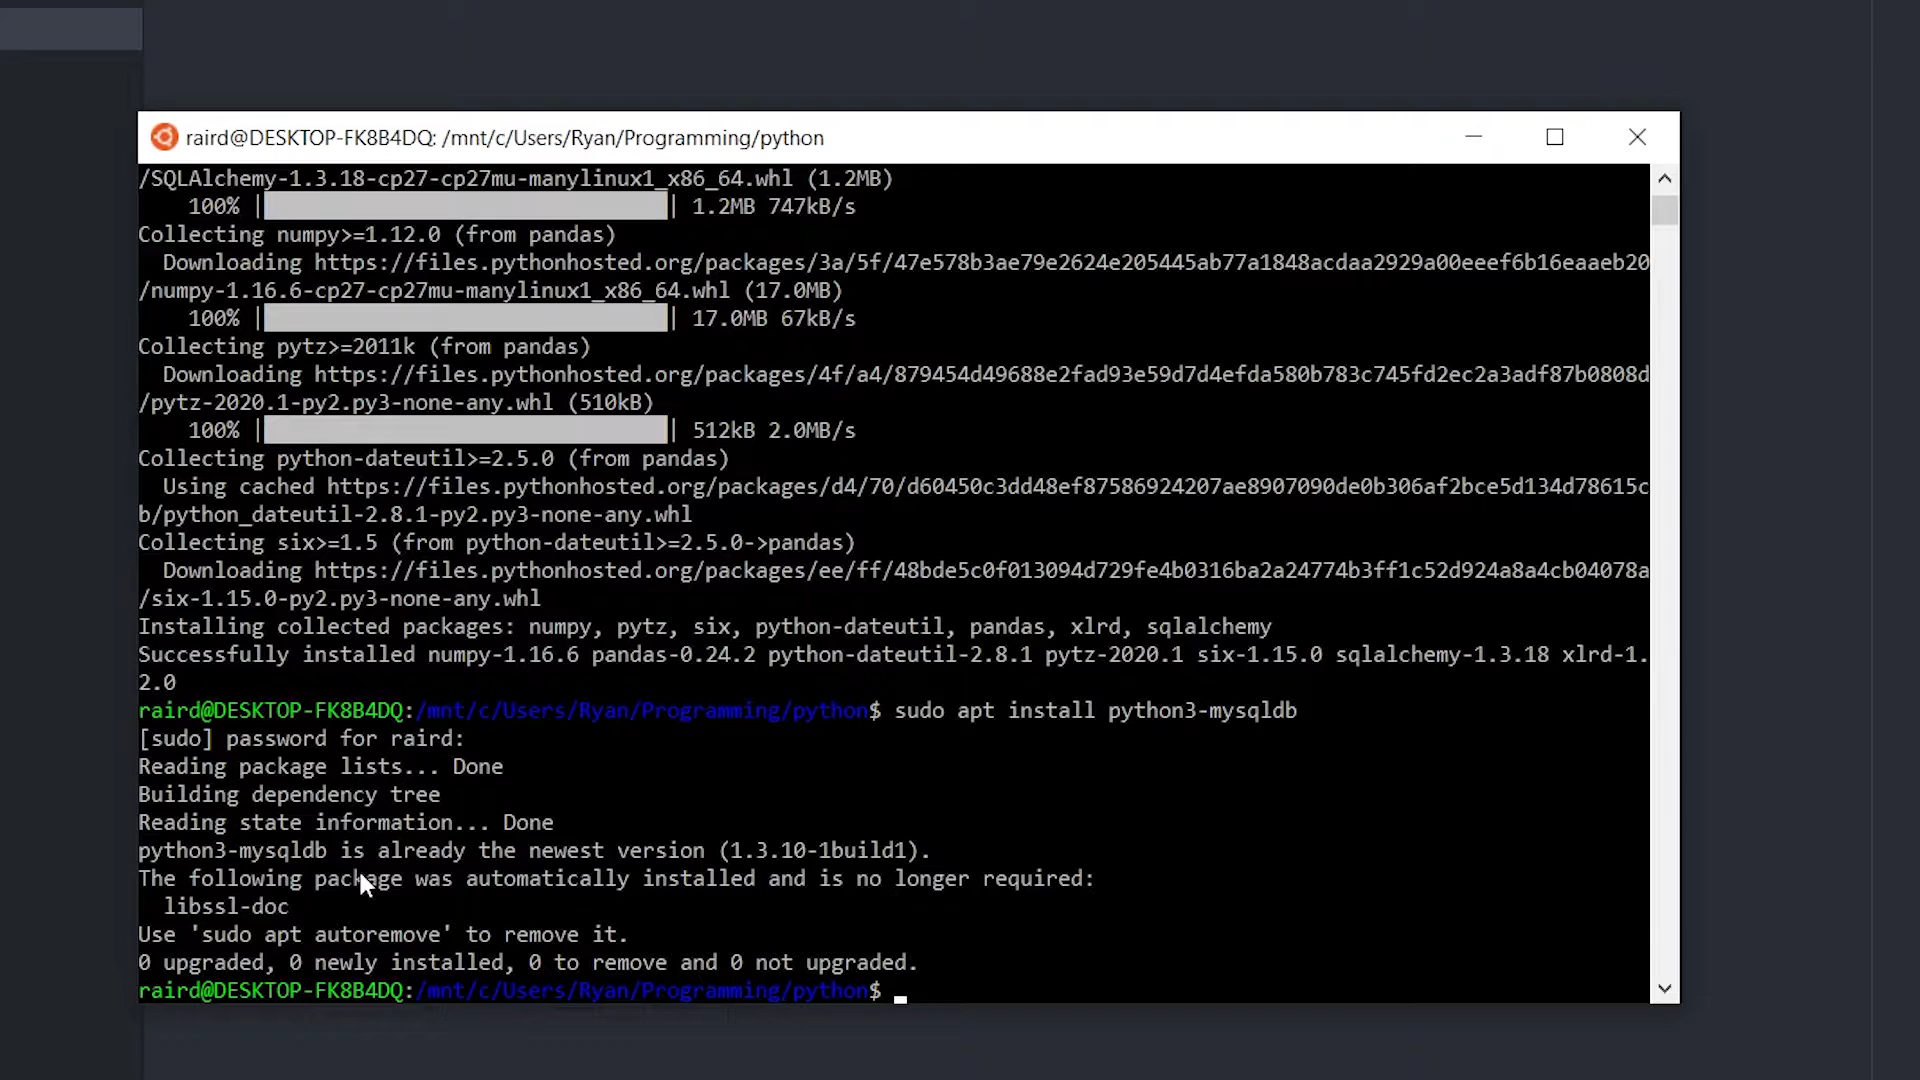 raird@DESKTOP-FK8B4DQ: /mnt/c/Users/Ryan/Programming/python
/SQLAlchemy-1.3.18-cp27-cp27mu-manylinux1_x86_64.whl (1.2MB)
100% |████████████████████████████████| 1.2MB 747kB/s
Collecting numpy>=1.12.0 (from pandas)
Downloading https://files.pythonhosted.org/packages/3a/5f/47e578b3ae79e2624e205445ab77a1848acdaa2929a00eeef6b16eaaeb20
/numpy-1.16.6-cp27-cp27mu-manylinux1_x86_64.whl (17.0MB)
100% |████████████████████████████████| 17.0MB 67kB/s
Collecting pytz>=2011k (from pandas)
Downloading https://files.pythonhosted.org/packages/4f/a4/879454d49688e2fad93e59d7d4efda580b783c745fd2ec2a3adf87b0808d
/pytz-2020.1-py2.py3-none-any.whl (510kB)
100% |████████████████████████████████| 512kB 2.0MB/s
Collecting python-dateutil>=2.5.0 (from pandas)
Using cached https://files.pythonhosted.org/packages/d4/70/d60450c3dd48ef87586924207ae8907090de0b306af2bce5d134d78615c
b/python_dateutil-2.8.1-py2.py3-none-any.whl
Collecting six>=1.5 (from python-dateutil>=2.5.0->pandas)
Downloading https://files.pythonhosted.org/packages/ee/ff/48bde5c0f013094d729fe4b0316ba2a24774b3ff1c52d924a8a4cb04078a
/six-1.15.0-py2.py3-none-any.whl
Installing collected packages: numpy, pytz, six, python-dateutil, pandas, xlrd, sqlalchemy
Successfully installed numpy-1.16.6 pandas-0.24.2 python-dateutil-2.8.1 pytz-2020.1 six-1.15.0 sqlalchemy-1.3.18 xlrd-1.
2.0
raird@DESKTOP-FK8B4DQ:/mnt/c/Users/Ryan/Programming/python$ sudo apt install python3-mysqldb
[sudo] password for raird:
Reading package lists... Done
Building dependency tree
Reading state information... Done
python3-mysqldb is already the newest version (1.3.10-1build1).
The following package was automatically installed and is no longer required:
libssl-doc
Use 'sudo apt autoremove' to remove it.
0 upgraded, 0 newly installed, 0 to remove and 0 not upgraded.
raird@DESKTOP-FK8B4DQ:/mnt/c/Users/Ryan/Programming/python$